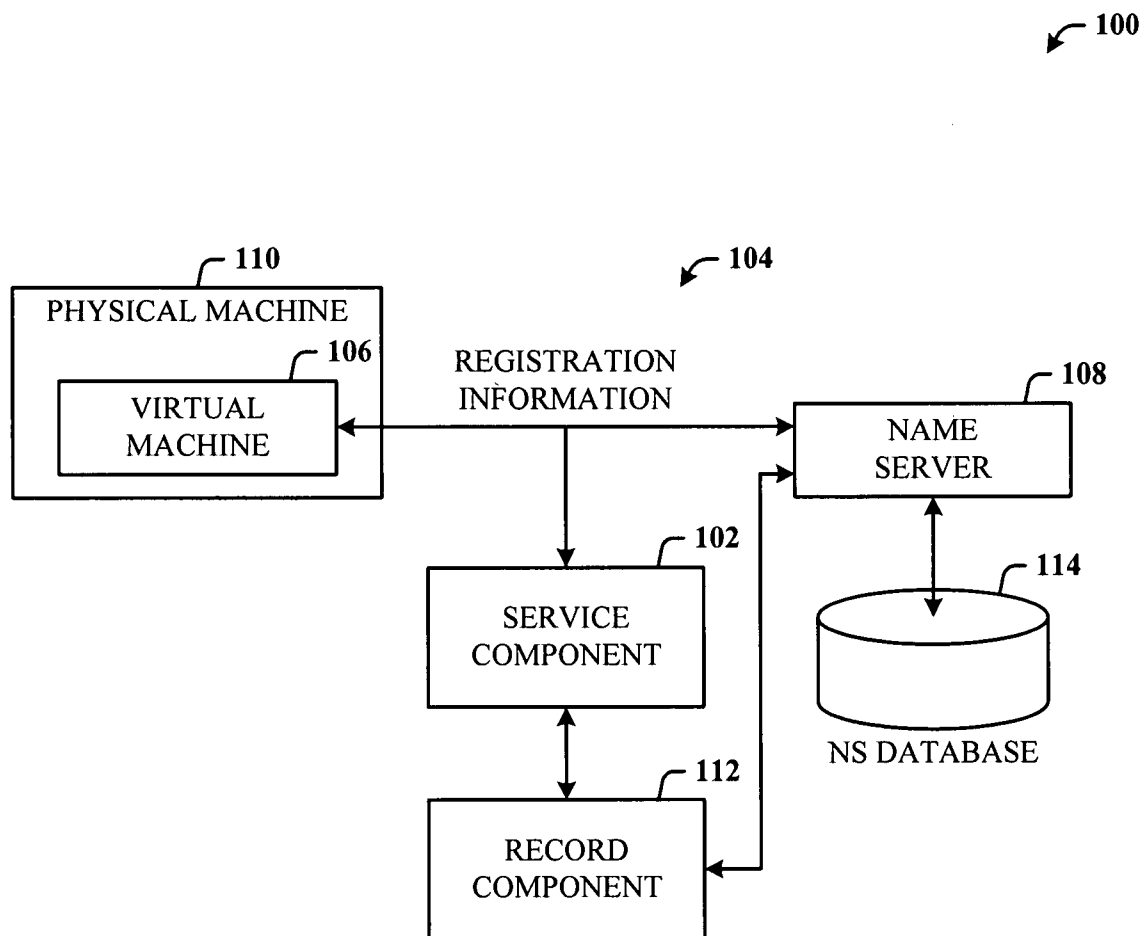 100
110
104
PHYSICAL MACHINE
106
REGISTRATION
INFORMATION
108
VIRTUAL
MACHINE
NAME
SERVER
102
114
SERVICE
COMPONENT
NS DATABASE
112
RECORD
COMPONENT